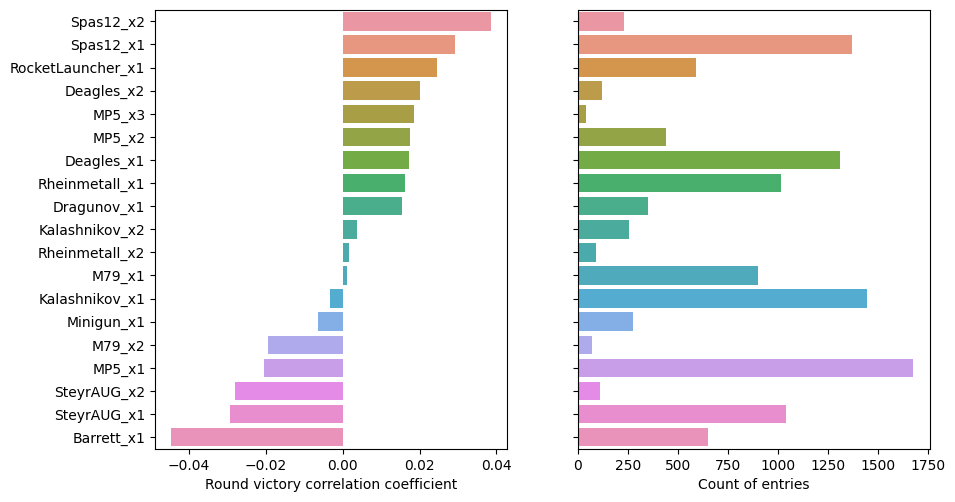 Spas12_x2
Spas12_x1
RocketLauncher_x1
Deagles_x2
MP5_x3
MP5_x2
Deagles_x1
Rheinmetall_x1
Dragunov_x1
Kalashnikov_x2
Rheinmetall_x2
M79_x1
Kalashnikov_x1
Minigun_x1
M79_x2
MP5_x1
SteyrAUG_x2
SteyrAUG_x1
Barrett_x1
−0.04 −0.02 0.00 0.02 0.04
Round victory correlation coefficient
0 250 500 750 1000 1250 1500 1750
Count of entries